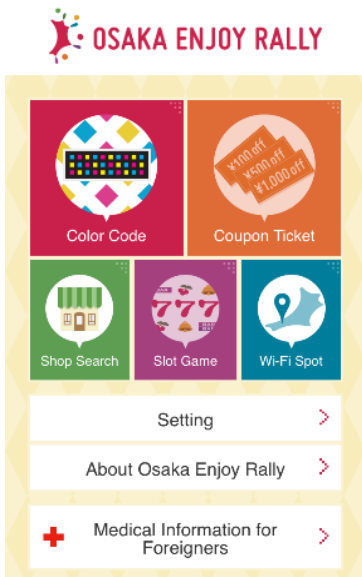 OSAKA ENJOY RALLY
Color Code
¥100 off
¥500 off
¥1,000 off
Coupon Ticket
Shop Search
777
Slot Game
Wi-Fi Spot
Setting
About Osaka Enjoy Rally
Medical Information for
Foreigners